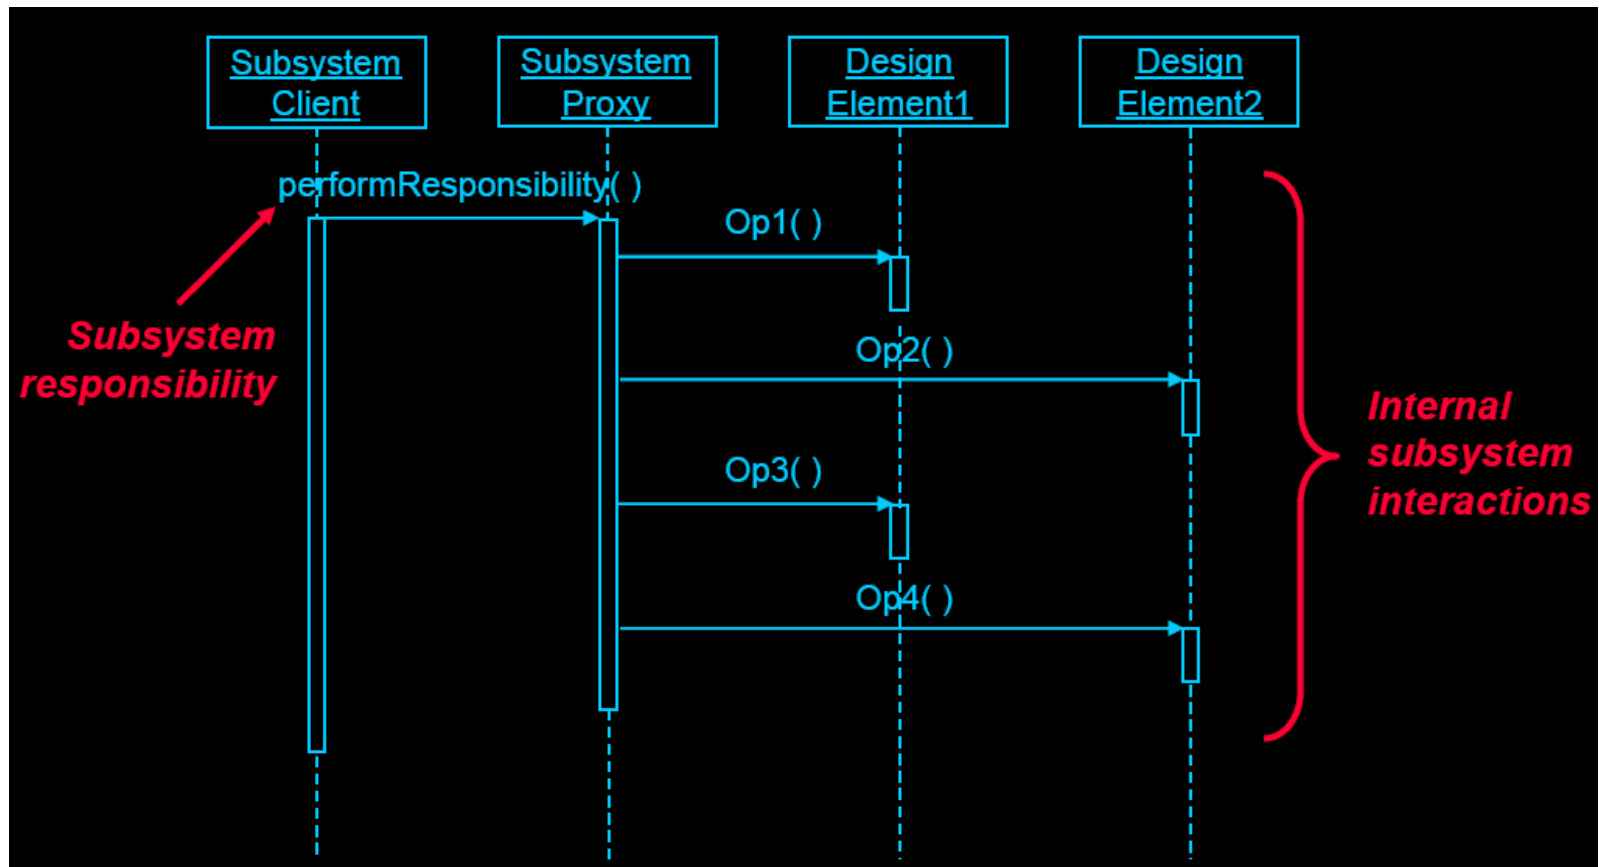 Subsystem
Client
Subsystem
Proxy
Design
Element1
Design
Element2
performResponsibility( )
Op1( )
Subsystem
responsibility
Op2( )
Internal
subsystem
interactions
Op3( )
Op4( )